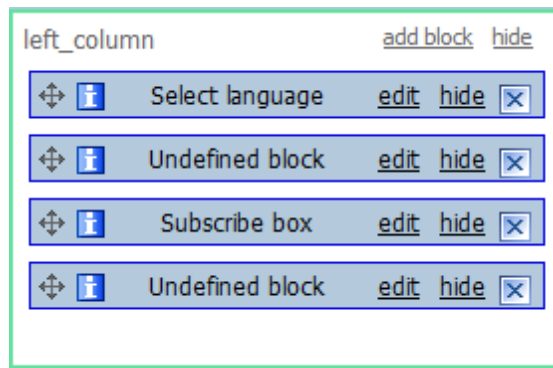 left_column add block hide
Select language edit hide
Undefined block edit hide
Subscribe box edit hide
Undefined block edit hide